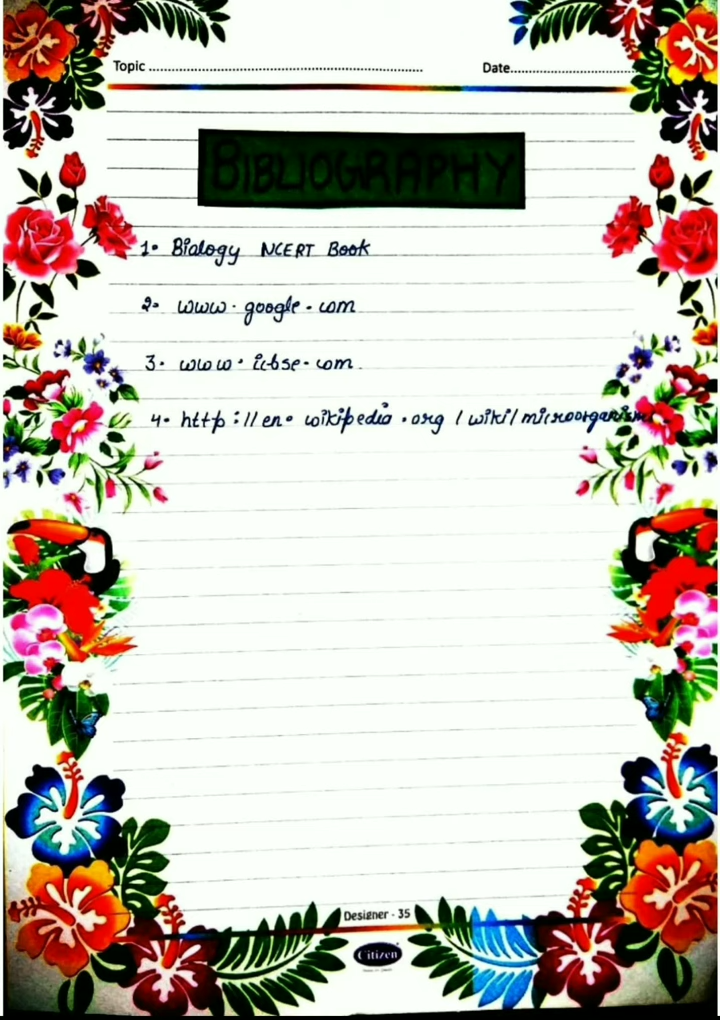 Topic ................................................ Date......................
BIBLIOGRAPHY
1. Biology NCERT Book
2. www.google.com
3. www.icbse.com
4. http://en.wikipedia.org/wiki/microorganism
Designer - 35
Citizen